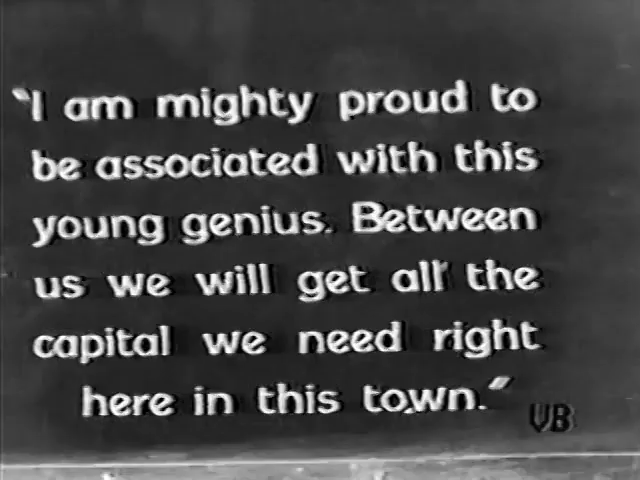 "I am mighty proud to
be associated with this
young genius. Between
us we will get all the
capital we need right
here in this town."
VB